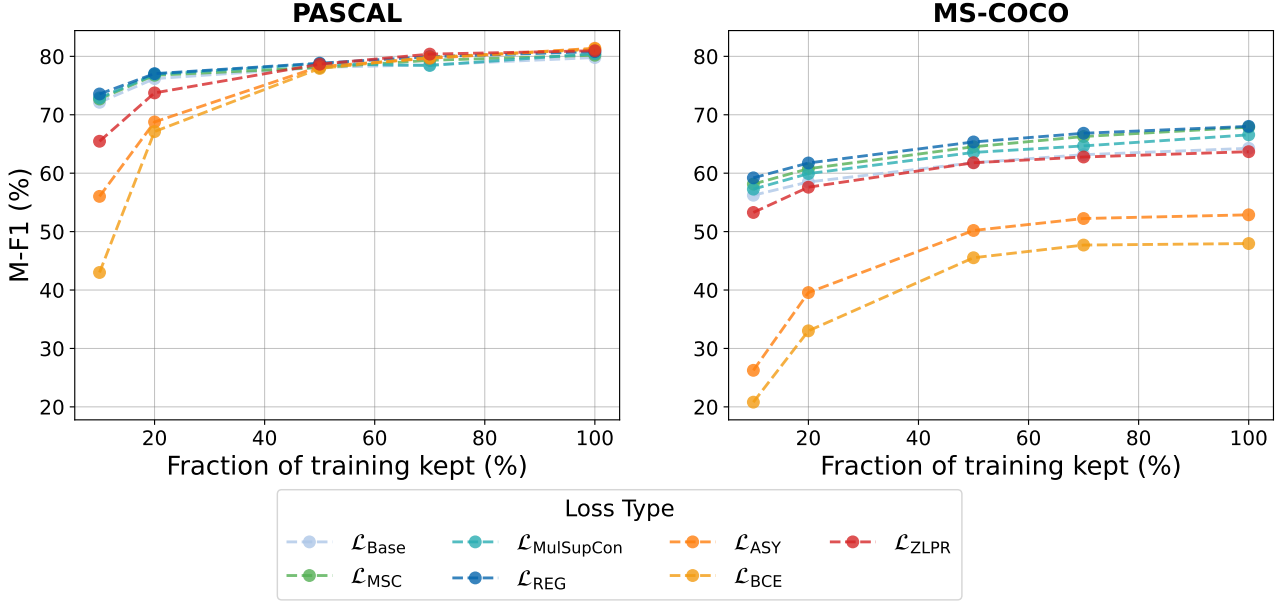 PASCAL
MS-COCO
M-F1 (%)
80
70
60
50
40
30
20
20 40 60 80 100
Fraction of training kept (%)
80
70
60
50
40
30
20
20 40 60 80 100
Fraction of training kept (%)
Loss Type
ℒBase ℒMulSupCon ℒASY ℒZLPR
ℒMSC ℒREG ℒBCE